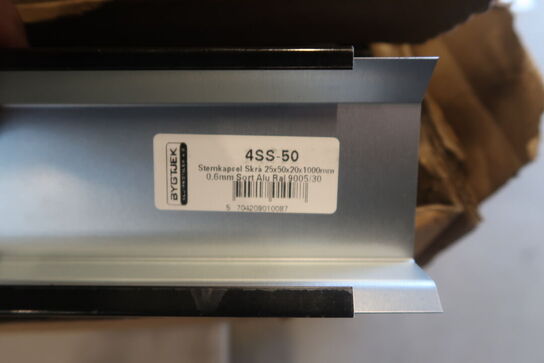 BYGTJEK
4SS-50
Sternkapsel Skrå 25x50x20x1000mm
0,6mm Sort Alu Ral 9005/30
5 704209010087